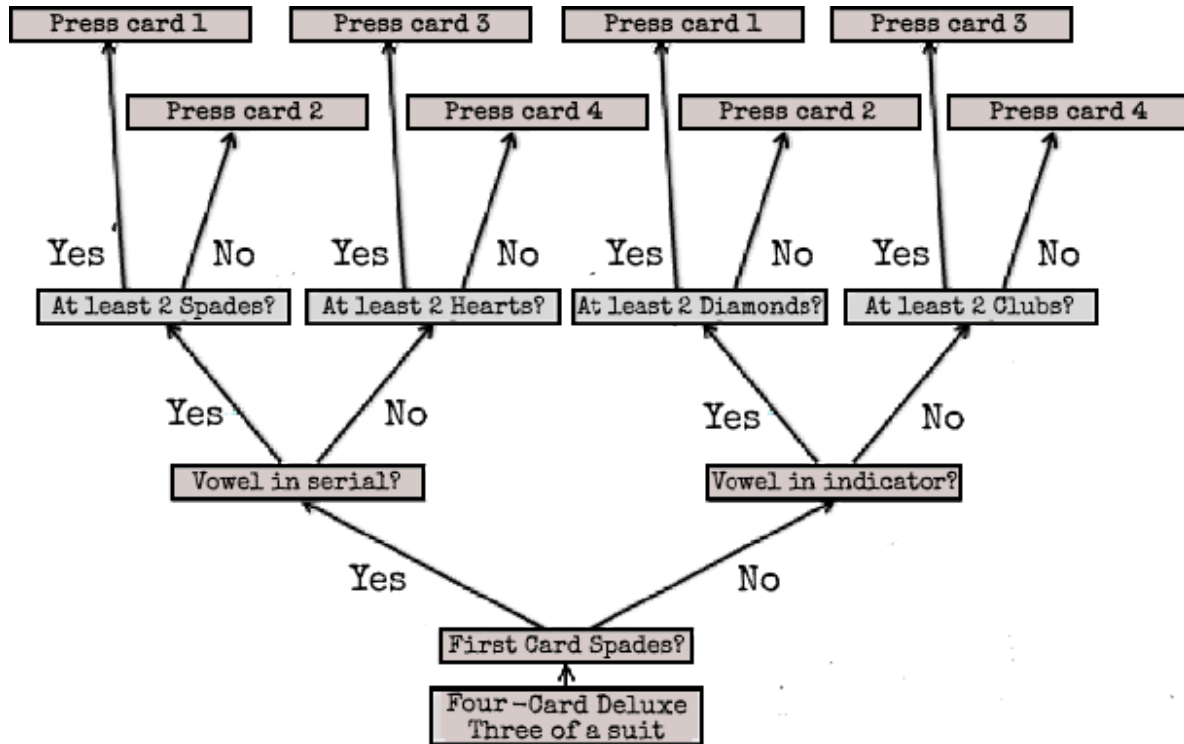 Press card 1
Press card 3
Press card 1
Press card 3
Press card 2
Press card 4
Press card 2
Press card 4
Yes
No
Yes
No
Yes
No
Yes
No
At least 2 Spades?
At least 2 Hearts?
At least 2 Diamonds?
At least 2 Clubs?
Yes
No
Yes
No
Vowel in serial?
Vowel in indicator?
Yes
No
First Card Spades?
Four-Card Deluxe
Three of a suit